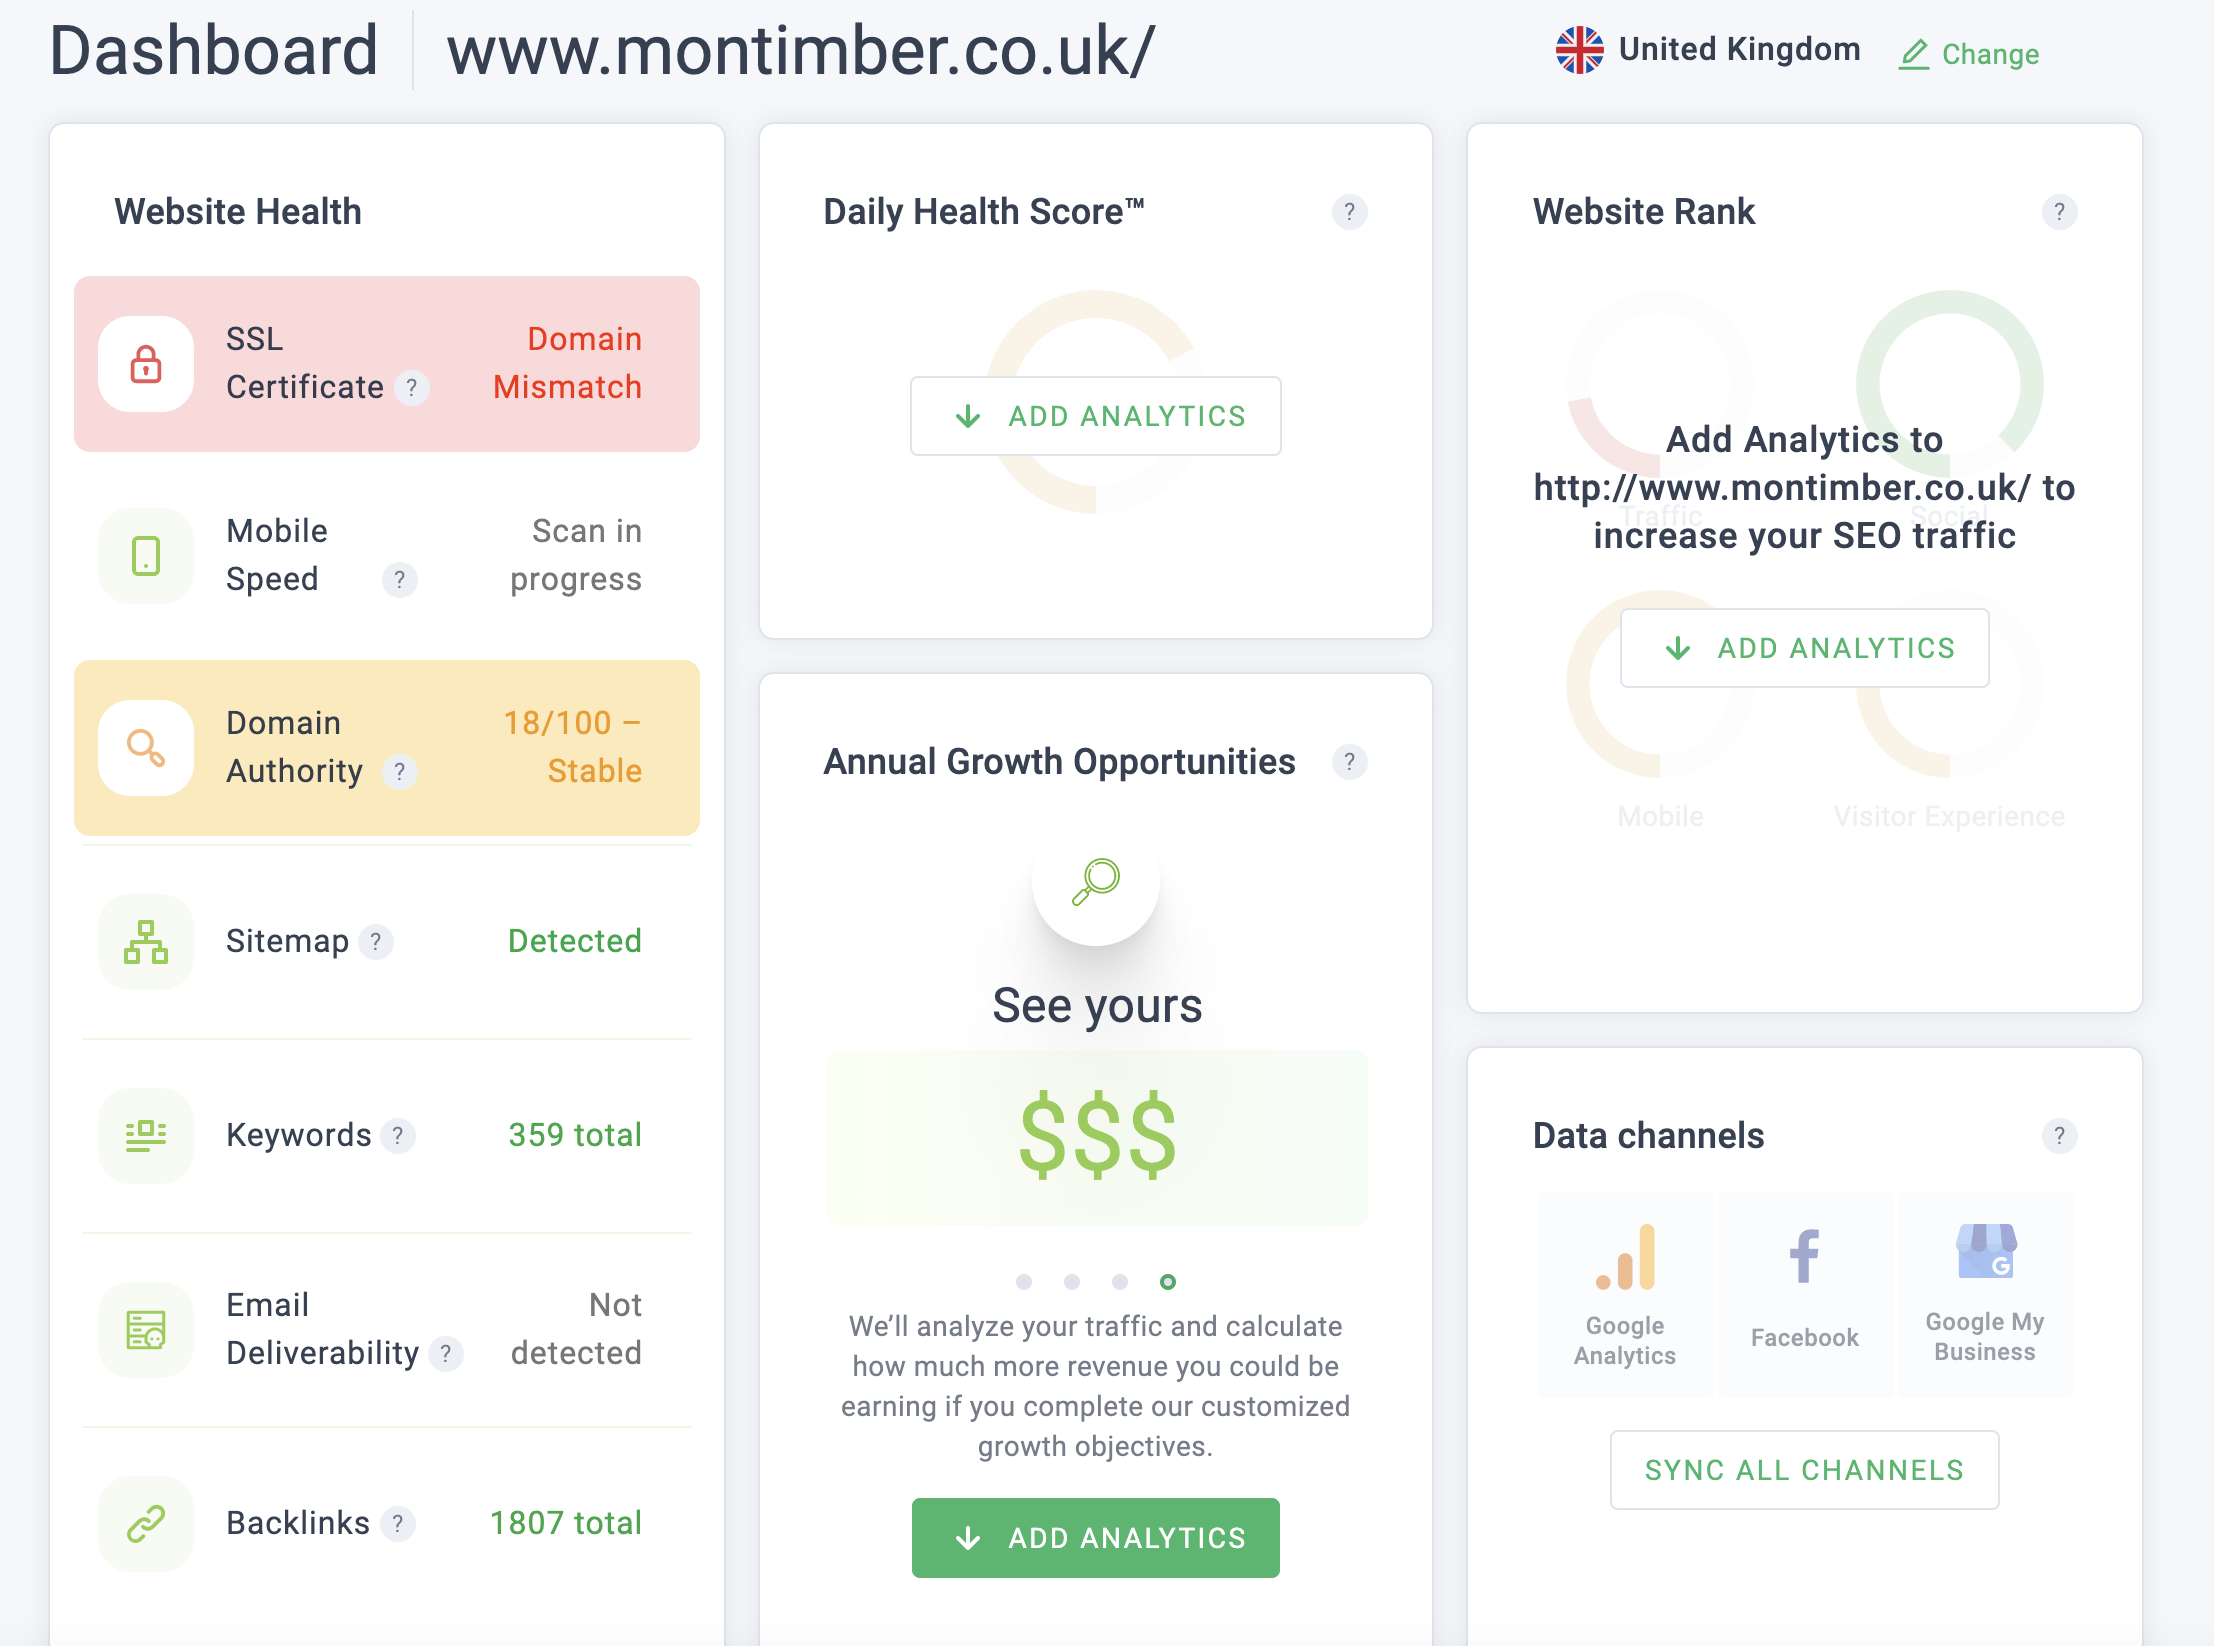 Dashboard
www.montimber.co.uk/
United Kingdom
Change
Website Health
SSL
Certificate ?
Domain
Mismatch
Mobile
Speed ?
Scan in
progress
Domain
Authority ?
18/100 –
Stable
Sitemap ?
Detected
Keywords ?
359 total
Email
Deliverability ?
Not
detected
Backlinks ?
1807 total
Daily Health Score™ ?
ADD ANALYTICS
Annual Growth Opportunities ?
See yours
$$$
We’ll analyze your traffic and calculate
how much more revenue you could be
earning if you complete our customized
growth objectives.
ADD ANALYTICS
Website Rank ?
Add Analytics to
http://www.montimber.co.uk/ to
Traffic
Social
increase your SEO traffic
ADD ANALYTICS
Mobile
Visitor Experience
Data channels ?
Google
Analytics
Facebook
G
Google My
Business
SYNC ALL CHANNELS